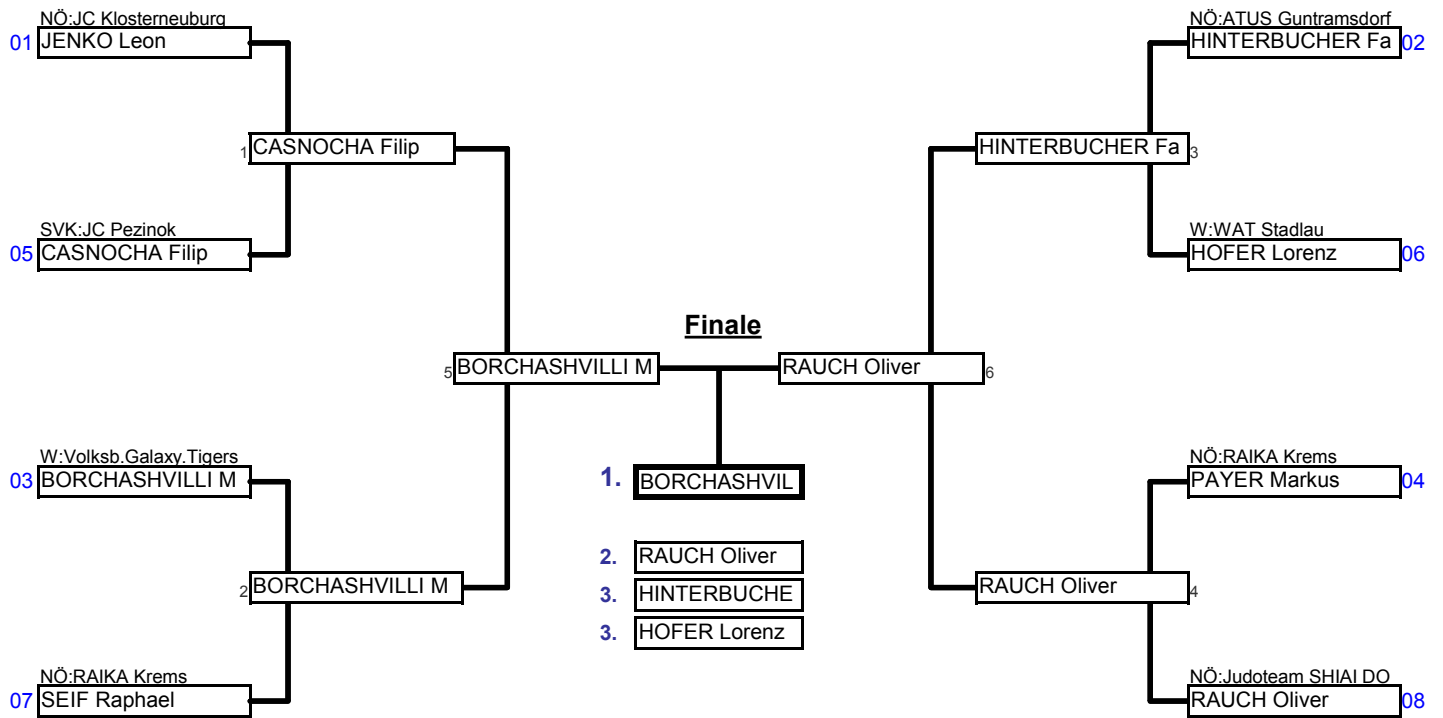 NÖ:JC Klosterneuburg
01 JENKO Leon
1 CASNOCHA Filip
SVK:JC Pezinok
05 CASNOCHA Filip
5 BORCHASHVILLI M
W:Volksb.Galaxy.Tigers
03 BORCHASHVILLI M
2 BORCHASHVILLI M
NÖ:RAIKA Krems
07 SEIF Raphael
Finale
1. BORCHASHVIL
2. RAUCH Oliver
3. HINTERBUCHE
3. HOFER Lorenz
NÖ:ATUS Guntramsdorf
HINTERBUCHER Fa 02
HINTERBUCHER Fa 3
W:WAT Stadlau
HOFER Lorenz 06
RAUCH Oliver 6
NÖ:RAIKA Krems
PAYER Markus 04
RAUCH Oliver 4
NÖ:Judoteam SHIAI DO
RAUCH Oliver 08